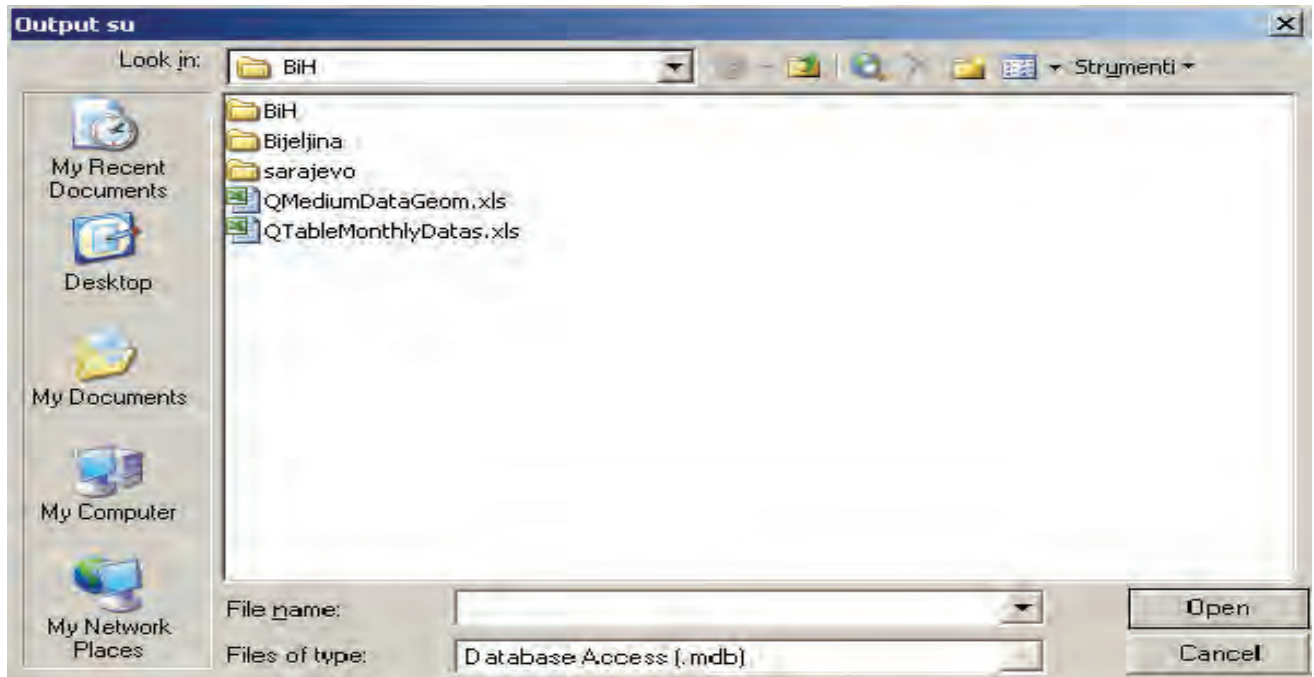 Output su
Look in:
BiH
Strumenti
BiH
Bijeljina
sarajevo
QMediumDataGeom.xls
QTableMonthlyDatas.xls
My Recent
Documents
Desktop
My Documents
My Computer
My Network
Places
File name:
Open
Files of type:
Database Access (.mdb)
Cancel